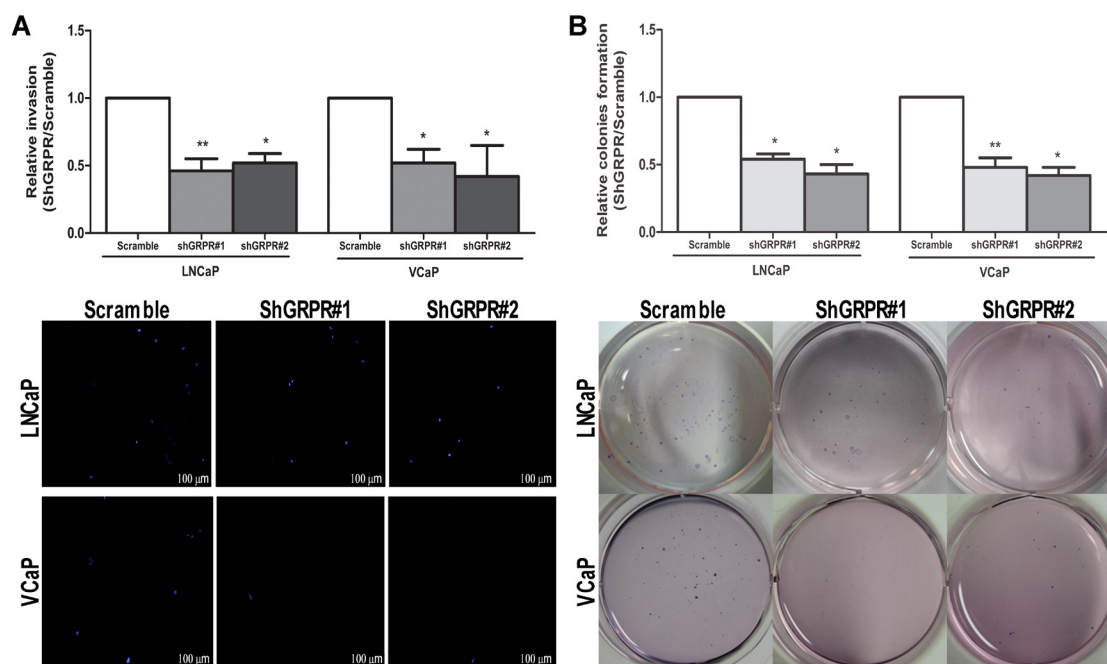 A
Relative invasion
(ShGRPR/Scramble)
1.5
1.0
0.5
0.0
**
*
*
*
Scramble shGRPR#1 shGRPR#2 Scramble shGRPR#1 shGRPR#2
LNCaP VCaP
Scramble ShGRPR#1 ShGRPR#2
LNCaP
100 μm 100 μm 100 μm
VCaP
100 μm 100 μm 100 μm
B
Relative colonies formation
(ShGRPR/Scramble)
1.5
1.0
0.5
0.0
*
*
**
*
Scramble shGRPR#1 shGRPR#2 Scramble shGRPR#1 shGRPR#2
LNCaP VCaP
Scramble ShGRPR#1 ShGRPR#2
LNCaP
VCaP